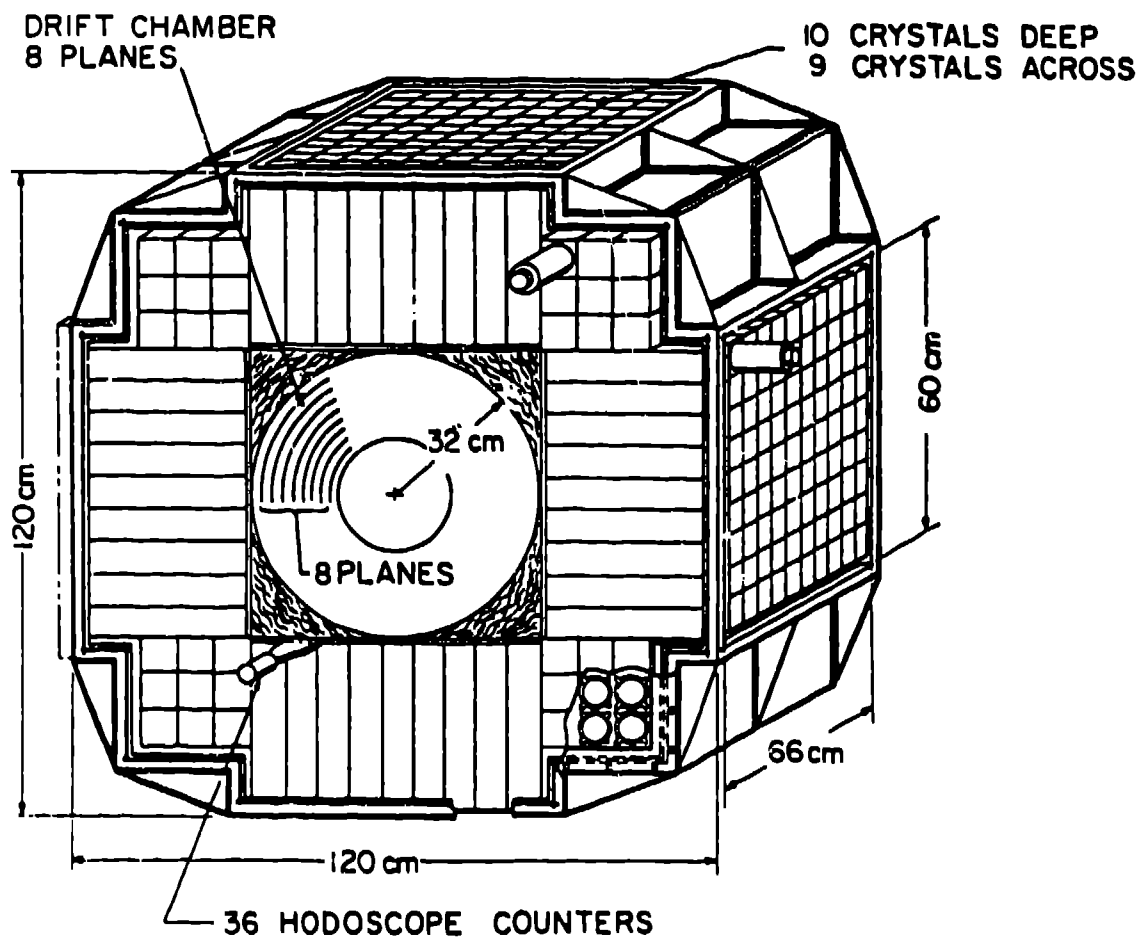 DRIFT CHAMBER
8 PLANES
10 CRYSTALS DEEP
9 CRYSTALS ACROSS
32 cm
60 cm
120 cm
8 PLANES
66 cm
120 cm
36 HODOSCOPE COUNTERS